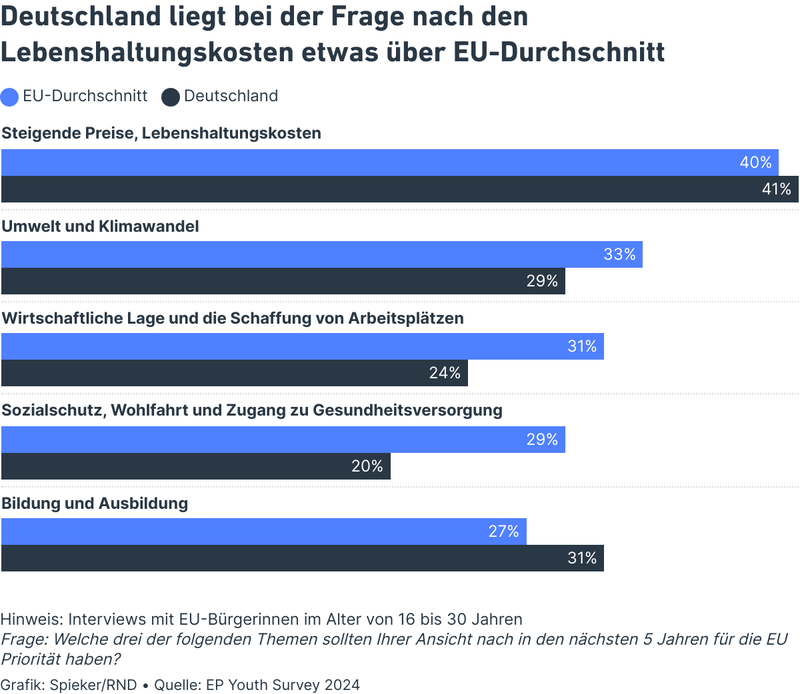 Deutschland liegt bei der Frage nach den
Lebenshaltungskosten etwas über EU-Durchschnitt
EU-Durchschnitt Deutschland
Steigende Preise, Lebenshaltungskosten
40%
41%
Umwelt und Klimawandel
33%
29%
Wirtschaftliche Lage und die Schaffung von Arbeitsplätzen
31%
24%
Sozialschutz, Wohlfahrt und Zugang zu Gesundheitsversorgung
29%
20%
Bildung und Ausbildung
27%
31%
Hinweis: Interviews mit EU-Bürgerinnen im Alter von 16 bis 30 Jahren
Frage: Welche drei der folgenden Themen sollten Ihrer Ansicht nach in den nächsten 5 Jahren für die EU
Priorität haben?
Grafik: Spieker/RND • Quelle: EP Youth Survey 2024